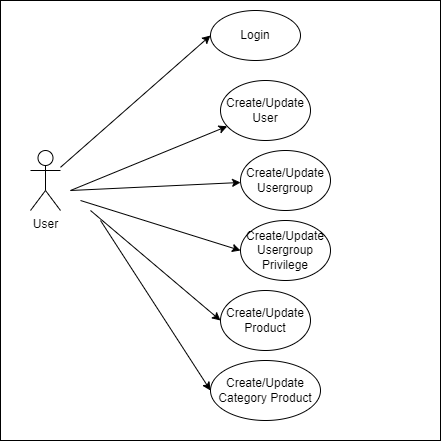 Login
Create/Update
User
Create/Update
Usergroup
User
Create/Update
Usergroup
Privilege
Create/Update
Product
Create/Update
Category Product